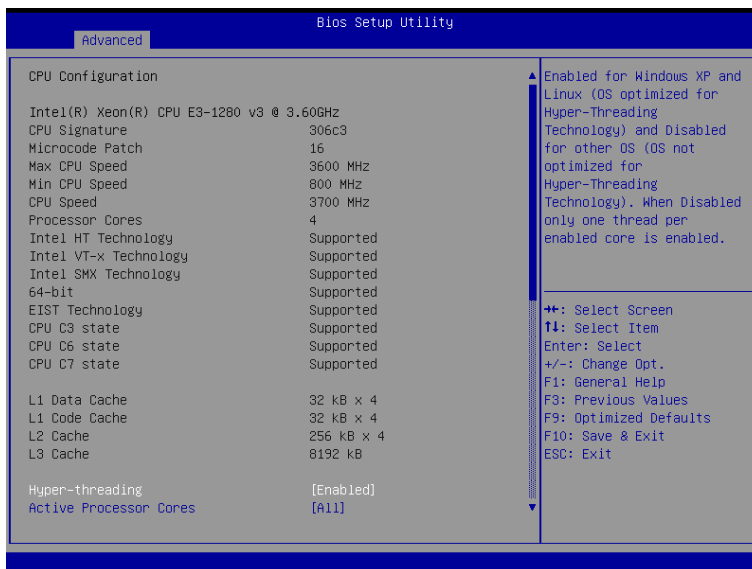 Bios Setup Utility
Advanced
CPU Configuration
Intel(R) Xeon(R) CPU E3-1280 v3 @ 3.60GHz
CPU Signature 306c3
Microcode Patch 16
Max CPU Speed 3600 MHz
Min CPU Speed 800 MHz
CPU Speed 3700 MHz
Processor Cores 4
Intel HT Technology Supported
Intel VT-x Technology Supported
Intel SMX Technology Supported
64-bit Supported
EIST Technology Supported
CPU C3 state Supported
CPU C6 state Supported
CPU C7 state Supported
L1 Data Cache 32 kB x 4
L1 Code Cache 32 kB x 4
L2 Cache 256 kB x 4
L3 Cache 8192 kB
Hyper-threading [Enabled]
Active Processor Cores [All]
Enabled for Windows XP and
Linux (OS optimized for
Hyper-Threading
Technology) and Disabled
for other OS (OS not
optimized for
Hyper-Threading
Technology). When Disabled
only one thread per
enabled core is enabled.
→←: Select Screen
↑↓: Select Item
Enter: Select
+/-: Change Opt.
F1: General Help
F3: Previous Values
F9: Optimized Defaults
F10: Save & Exit
ESC: Exit